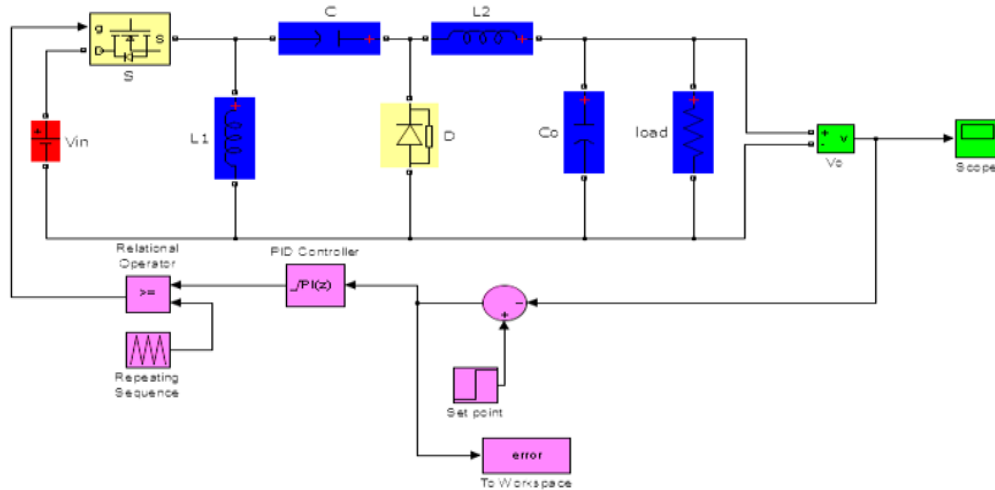 C
L2
g
D
S
S
Vin
L1
D
Co
load
+
-
v
Vo
Scope
Relational
Operator
PID Controller
>=
PI(z)
-
+
Repeating
Sequence
Set point
error
To Workspace